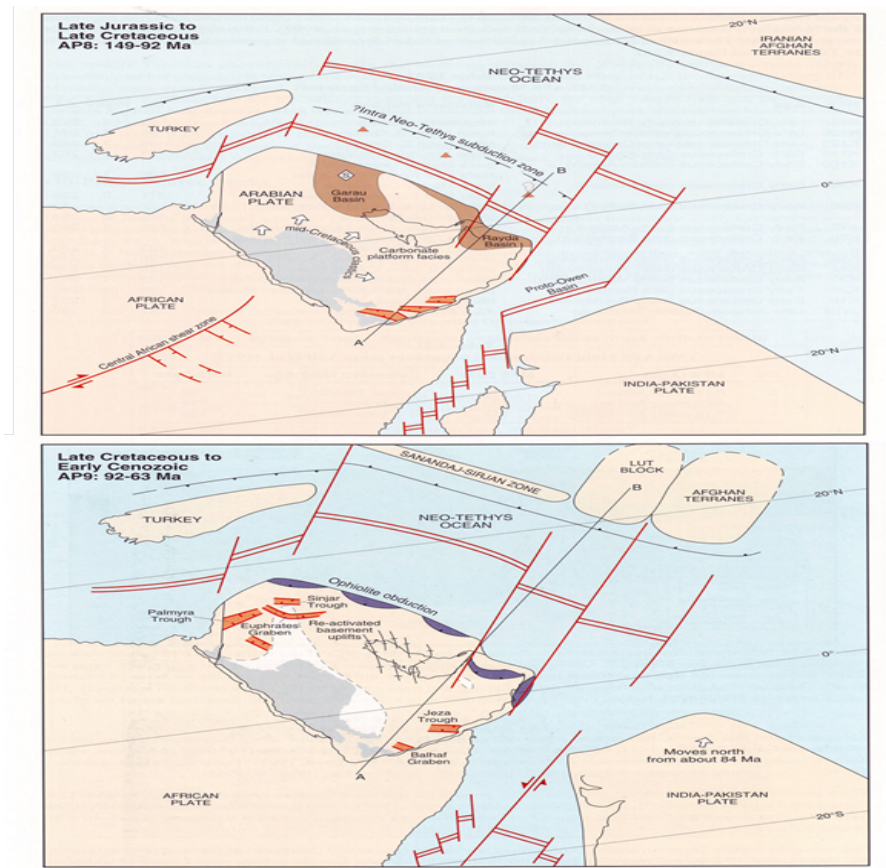 Late Jurassic to
Late Cretaceous
AP8: 149-92 Ma
20°N
IRANIAN
AFGHAN
TERRANES
NEO-TETHYS
OCEAN
?Intra Neo-Tethys subduction zone
TURKEY
B
S
Garau
Basin
0°
ARABIAN
PLATE
mid-Cretaceous clastics
Rayda
Basin
Carbonate
platform facies
Proto-Owen
Basin
AFRICAN
PLATE
Central African shear zone
A
20°N
INDIA-PAKISTAN
PLATE
Late Cretaceous to
Early Cenozoic
AP9: 92-63 Ma
SANANDAJ-SIRJAN ZONE
LUT
BLOCK
B
AFGHAN
TERRANES
20°N
TURKEY
NEO-TETHYS
OCEAN
Ophiolite obduction
Sinjar
Trough
Palmyra
Trough
Euphrates
Graben
Re-activated
basement
uplifts
0°
Jeza
Trough
Balhaf
Graben
A
Moves north
from about 84 Ma
AFRICAN
PLATE
INDIA-PAKISTAN
PLATE
20°S